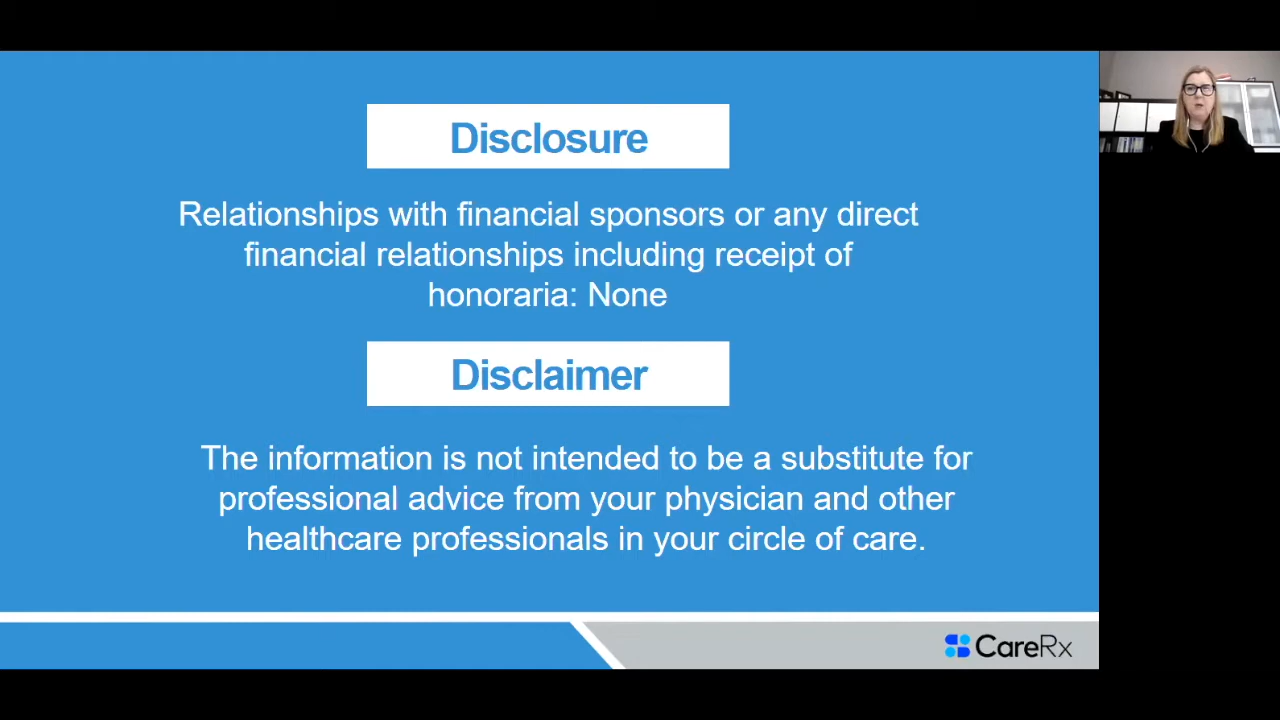 Disclosure
Relationships with financial sponsors or any direct
financial relationships including receipt of
honoraria: None
Disclaimer
The information is not intended to be a substitute for
professional advice from your physician and other
healthcare professionals in your circle of care.
CareRx